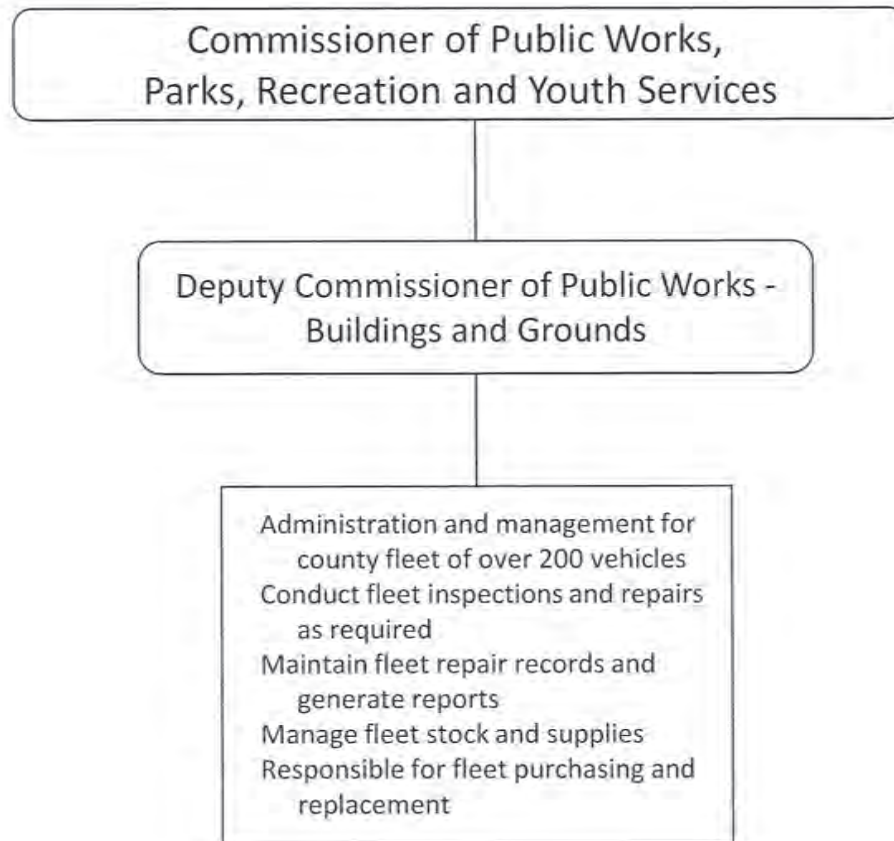 Commissioner of Public Works,
Parks, Recreation and Youth Services
Deputy Commissioner of Public Works -
Buildings and Grounds
Administration and management for
county fleet of over 200 vehicles
Conduct fleet inspections and repairs
as required
Maintain fleet repair records and
generate reports
Manage fleet stock and supplies
Responsible for fleet purchasing and
replacement